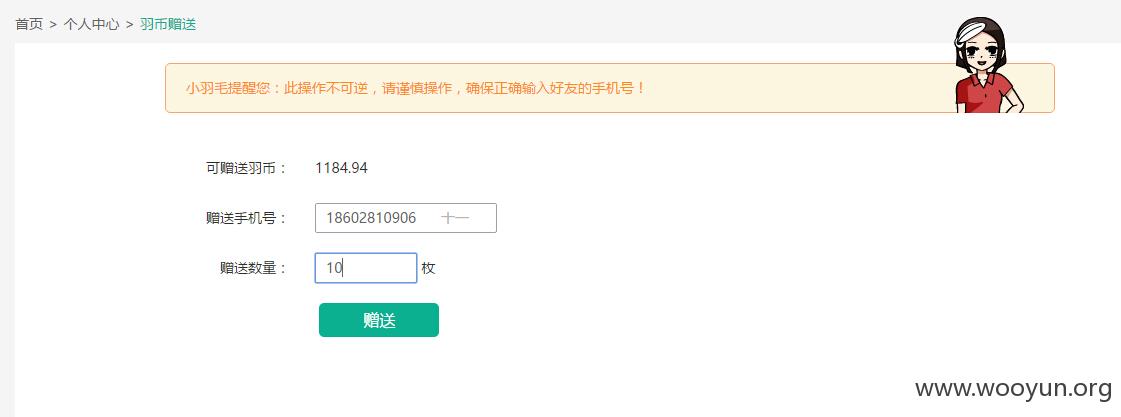 首页 > 个人中心 > 羽币赠送
小羽毛提醒您：此操作不可逆，请谨慎操作，确保正确输入好友的手机号！
可赠送羽币： 1184.94
赠送手机号： 18602810906 十一
赠送数量： 10 枚
赠送
www.wooyun.org